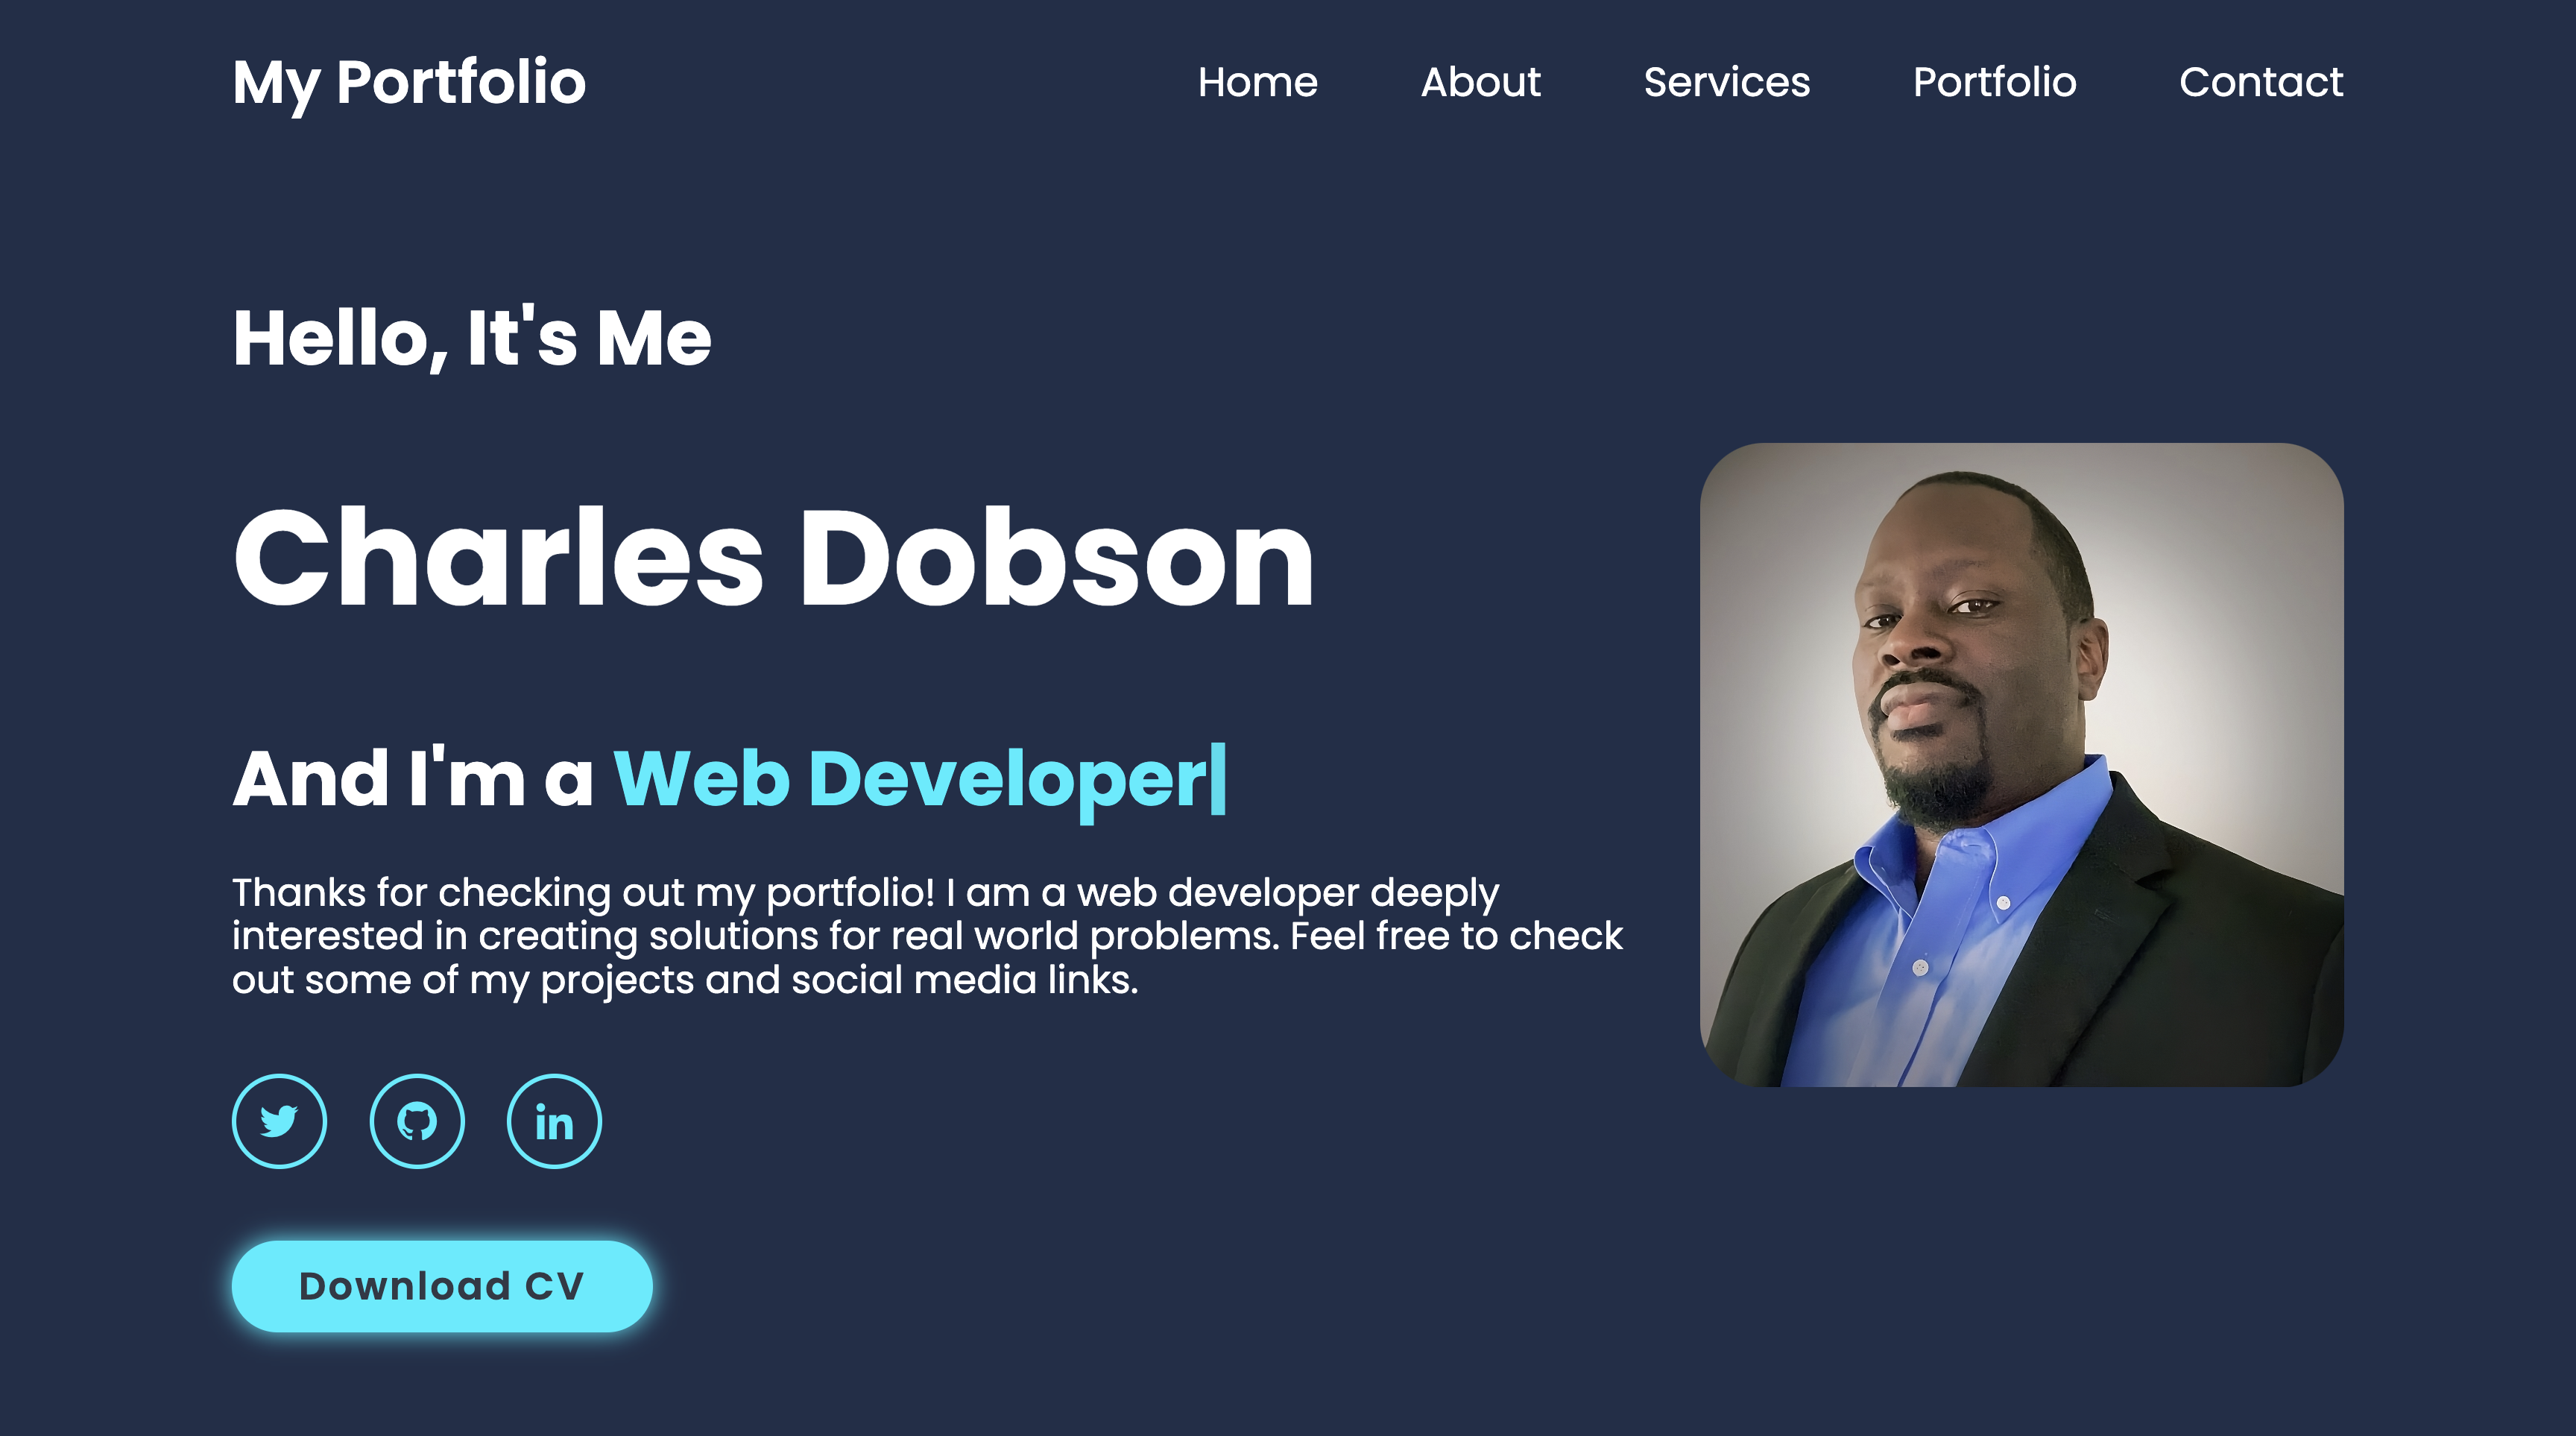 My Portfolio
Home About Services Portfolio Contact
Hello, It's Me
Charles Dobson
And I'm a Web Developer|
Thanks for checking out my portfolio! I am a web developer deeply
interested in creating solutions for real world problems. Feel free to check
out some of my projects and social media links.
in
Download CV